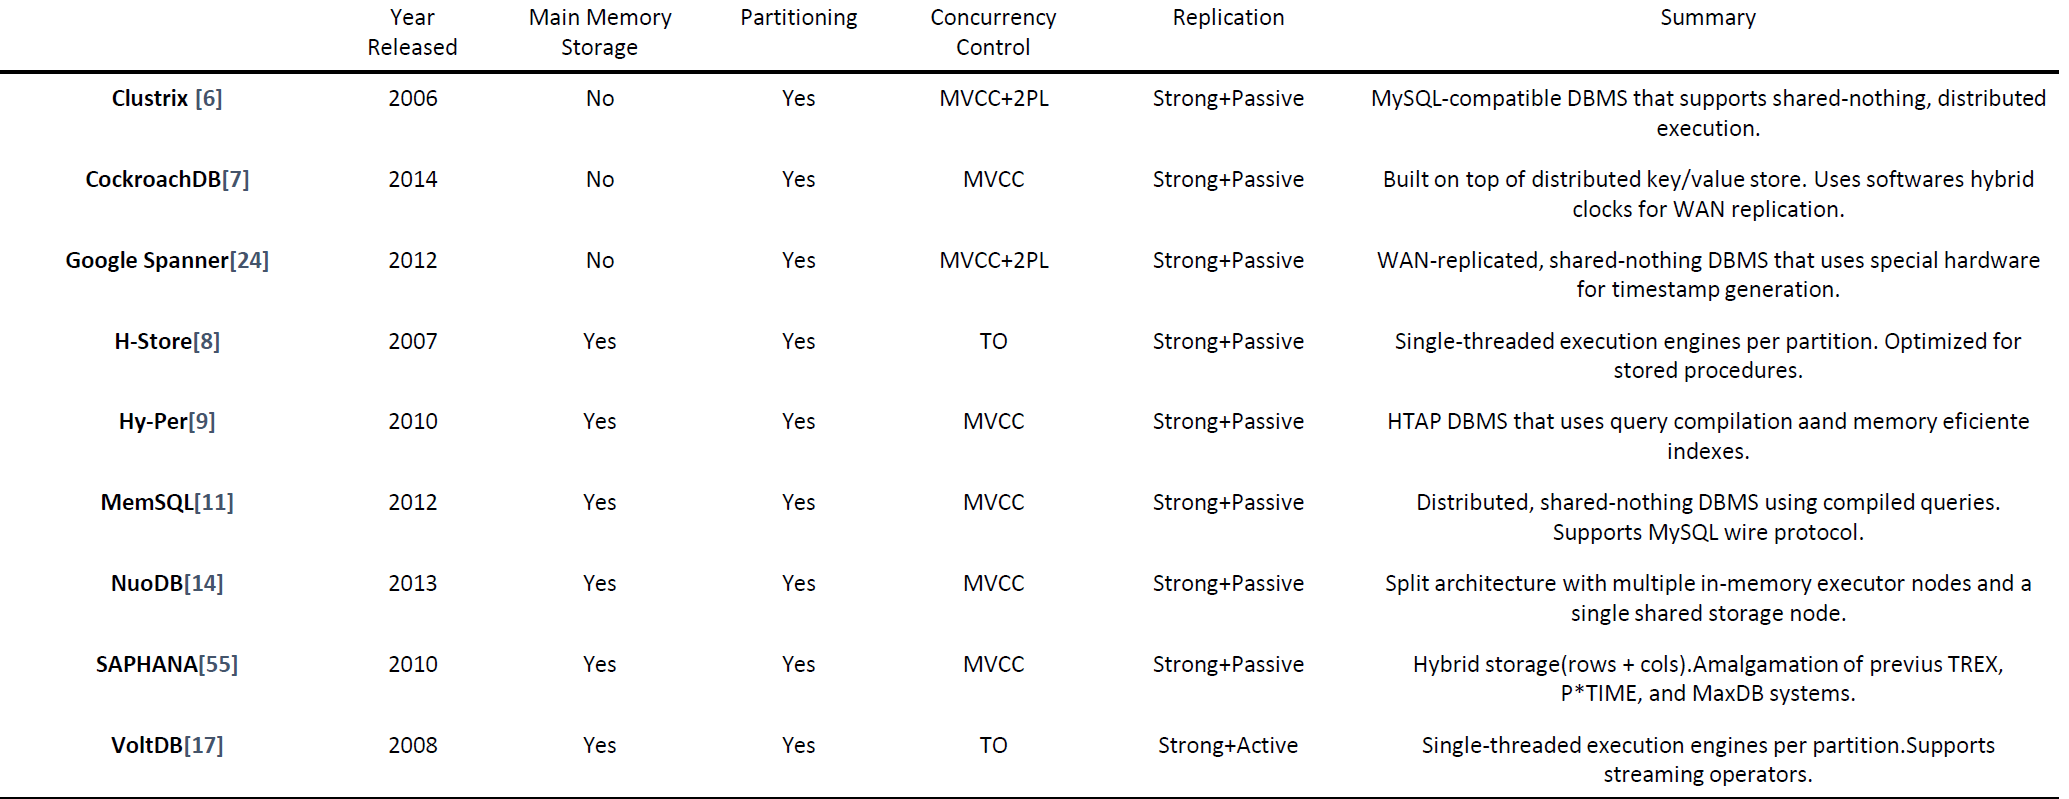 Year Released Main Memory Storage Partitioning Concurrency Control Replication Summary
Clustrix [6] 2006 No Yes MVCC+2PL Strong+Passive MySQL-compatible DBMS that supports shared-nothing, distributed
execution.
CockroachDB[7] 2014 No Yes MVCC Strong+Passive Built on top of distributed key/value store. Uses softwares hybrid
clocks for WAN replication.
Google Spanner[24] 2012 No Yes MVCC+2PL Strong+Passive WAN-replicated, shared-nothing DBMS that uses special hardware
for timestamp generation.
H-Store[8] 2007 Yes Yes TO Strong+Passive Single-threaded execution engines per partition. Optimized for
stored procedures.
Hy-Per[9] 2010 Yes Yes MVCC Strong+Passive HTAP DBMS that uses query compilation aand memory eficiente
indexes.
MemSQL[11] 2012 Yes Yes MVCC Strong+Passive Distributed, shared-nothing DBMS using compiled queries.
Supports MySQL wire protocol.
NuoDB[14] 2013 Yes Yes MVCC Strong+Passive Split architecture with multiple in-memory executor nodes and a
single shared storage node.
SAPHANA[55] 2010 Yes Yes MVCC Strong+Passive Hybrid storage(rows + cols).Amalgamation of previus TREX,
P*TIME, and MaxDB systems.
VoltDB[17] 2008 Yes Yes TO Strong+Active Single-threaded execution engines per partition.Supports
streaming operators.